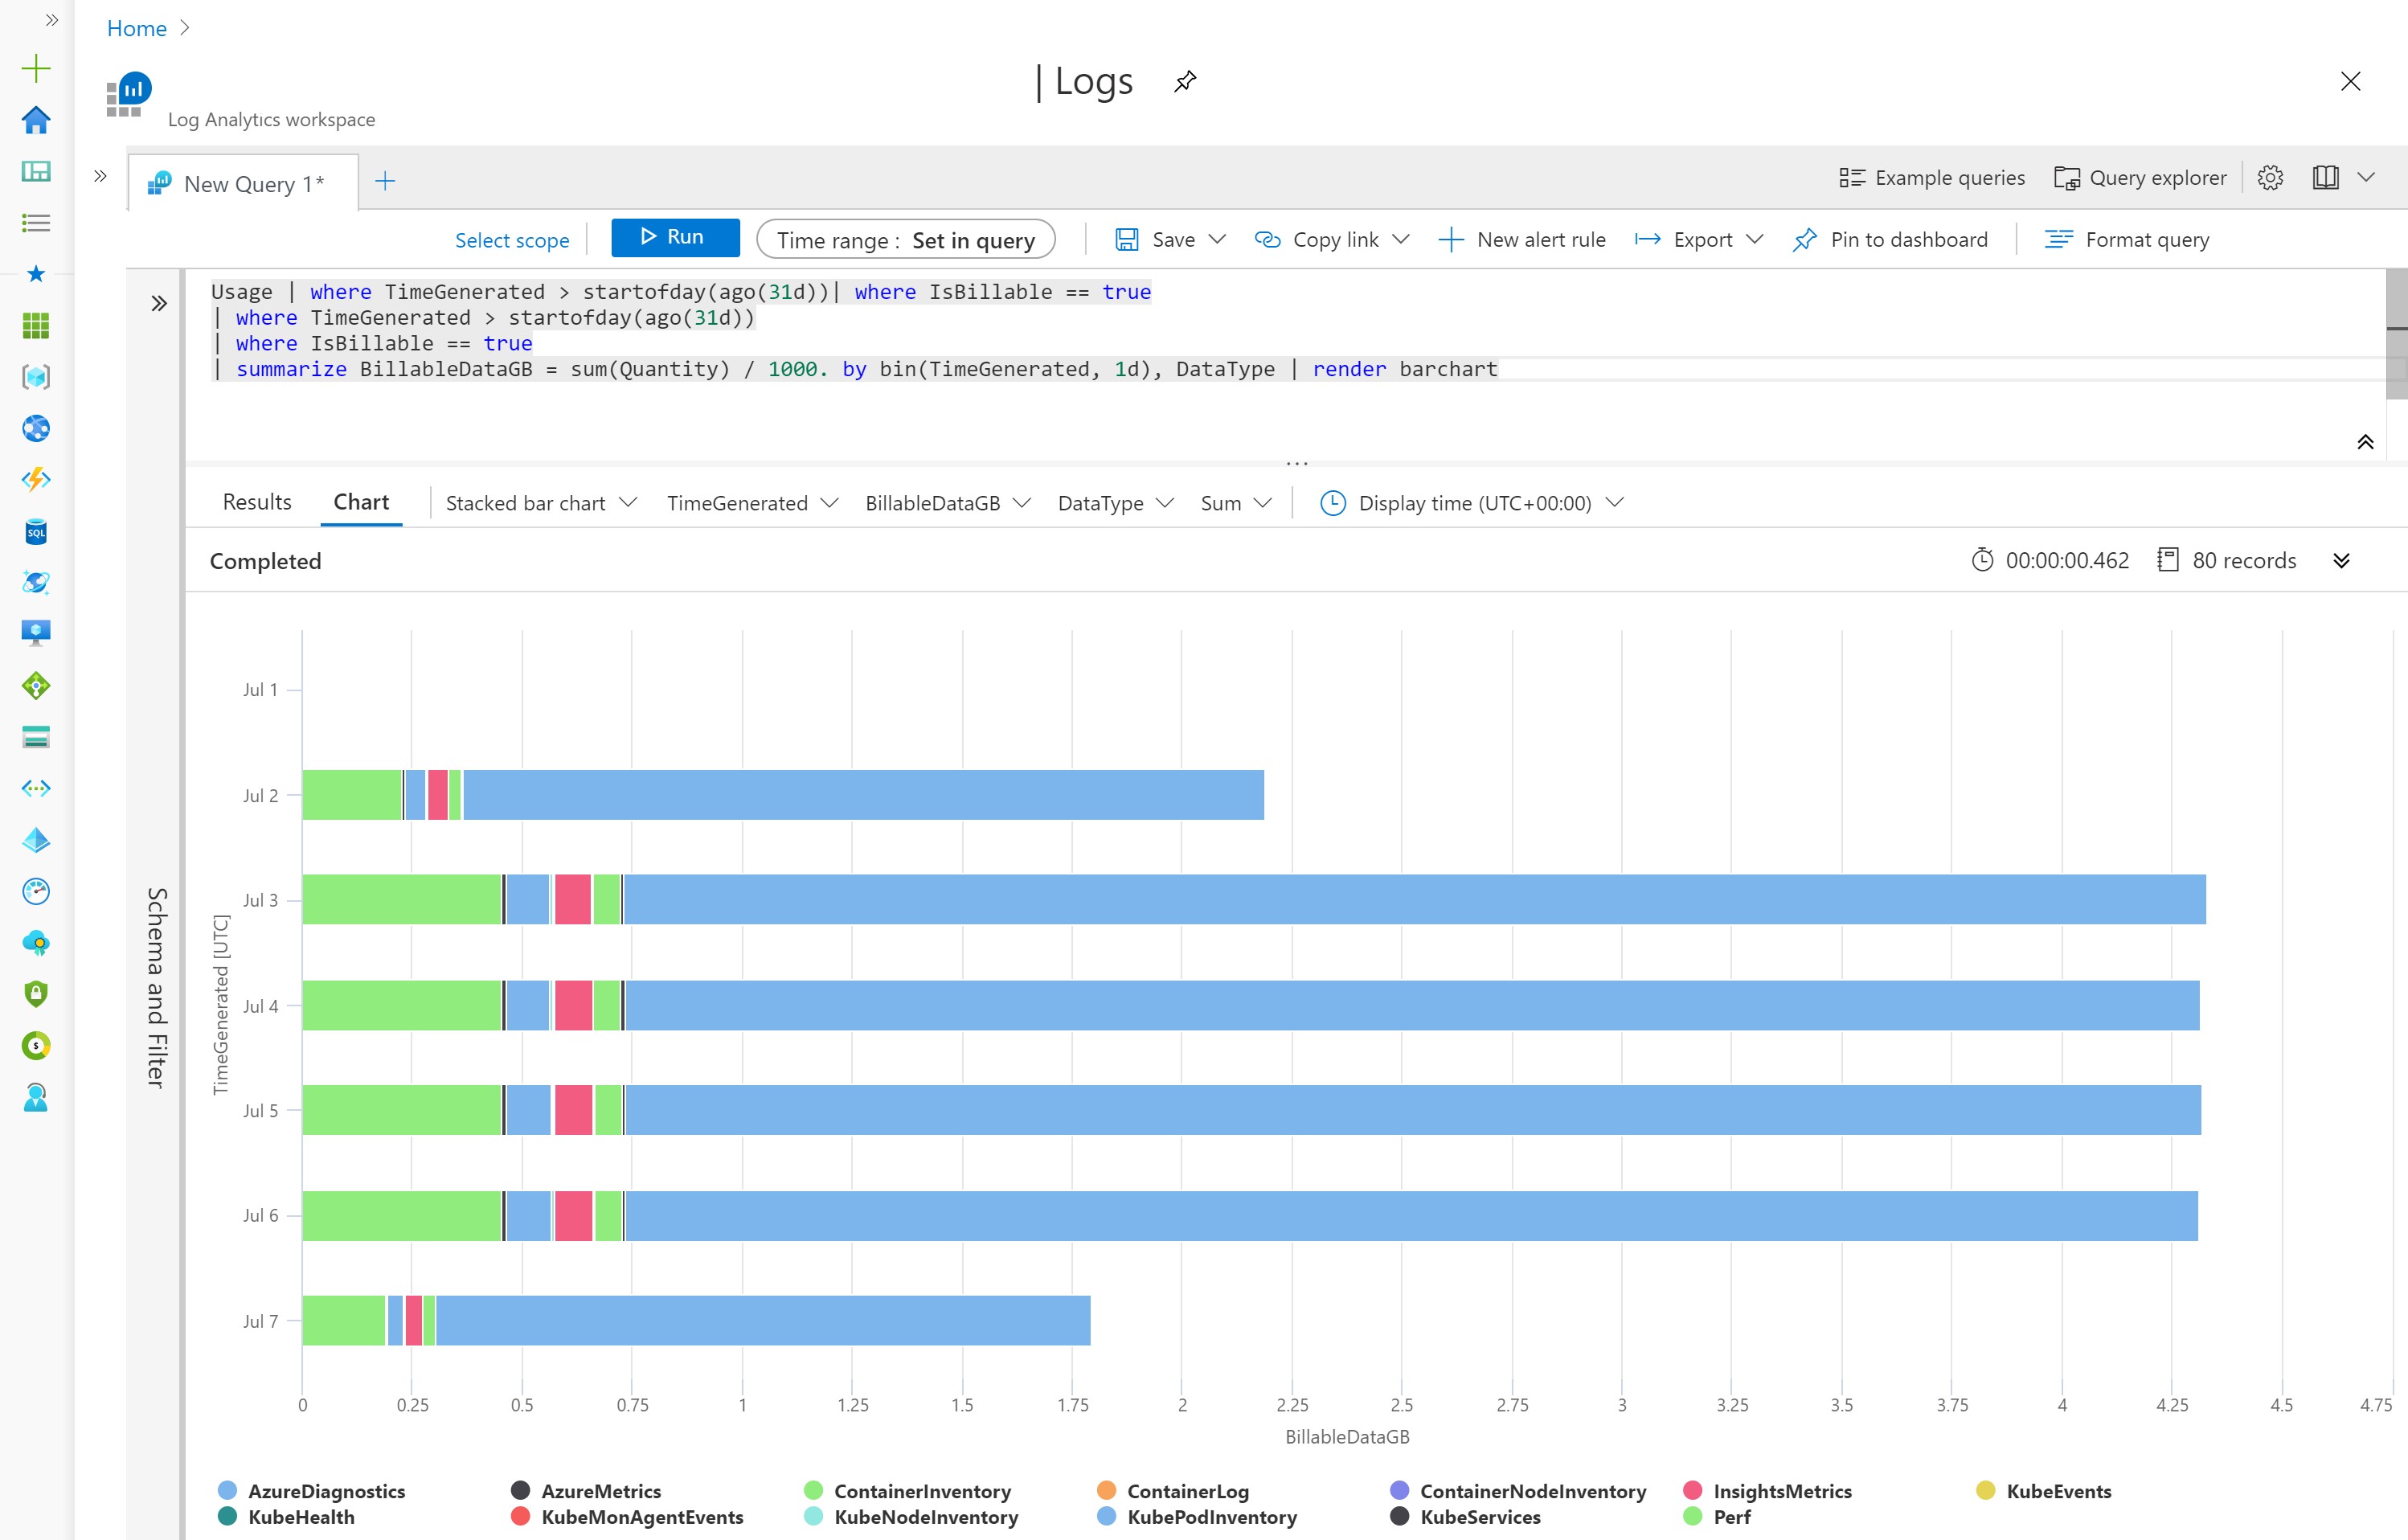 Home
| Logs
Log Analytics workspace
New Query 1*
Example queries
Query explorer
Select scope
Run
Time range : Set in query
Save
Copy link
New alert rule
Export
Pin to dashboard
Format query
Usage | where TimeGenerated > startofday(ago(31d))| where IsBillable == true
| where TimeGenerated > startofday(ago(31d))
| where IsBillable == true
| summarize BillableDataGB = sum(Quantity) / 1000. by bin(TimeGenerated, 1d), DataType | render barchart
Results
Chart
Stacked bar chart
TimeGenerated
BillableDataGB
DataType
Sum
Display time (UTC+00:00)
Completed
00:00:00.462
80 records
Schema and Filter
SQL
$
TimeGenerated [UTC]
Jul 1
Jul 2
Jul 3
Jul 4
Jul 5
Jul 6
Jul 7
0 0.25 0.5 0.75 1 1.25 1.5 1.75 2 2.25 2.5 2.75 3 3.25 3.5 3.75 4 4.25 4.5 4.75
BillableDataGB
AzureDiagnostics AzureMetrics ContainerInventory ContainerLog ContainerNodeInventory InsightsMetrics KubeEvents
KubeHealth KubeMonAgentEvents KubeNodeInventory KubePodInventory KubeServices Perf